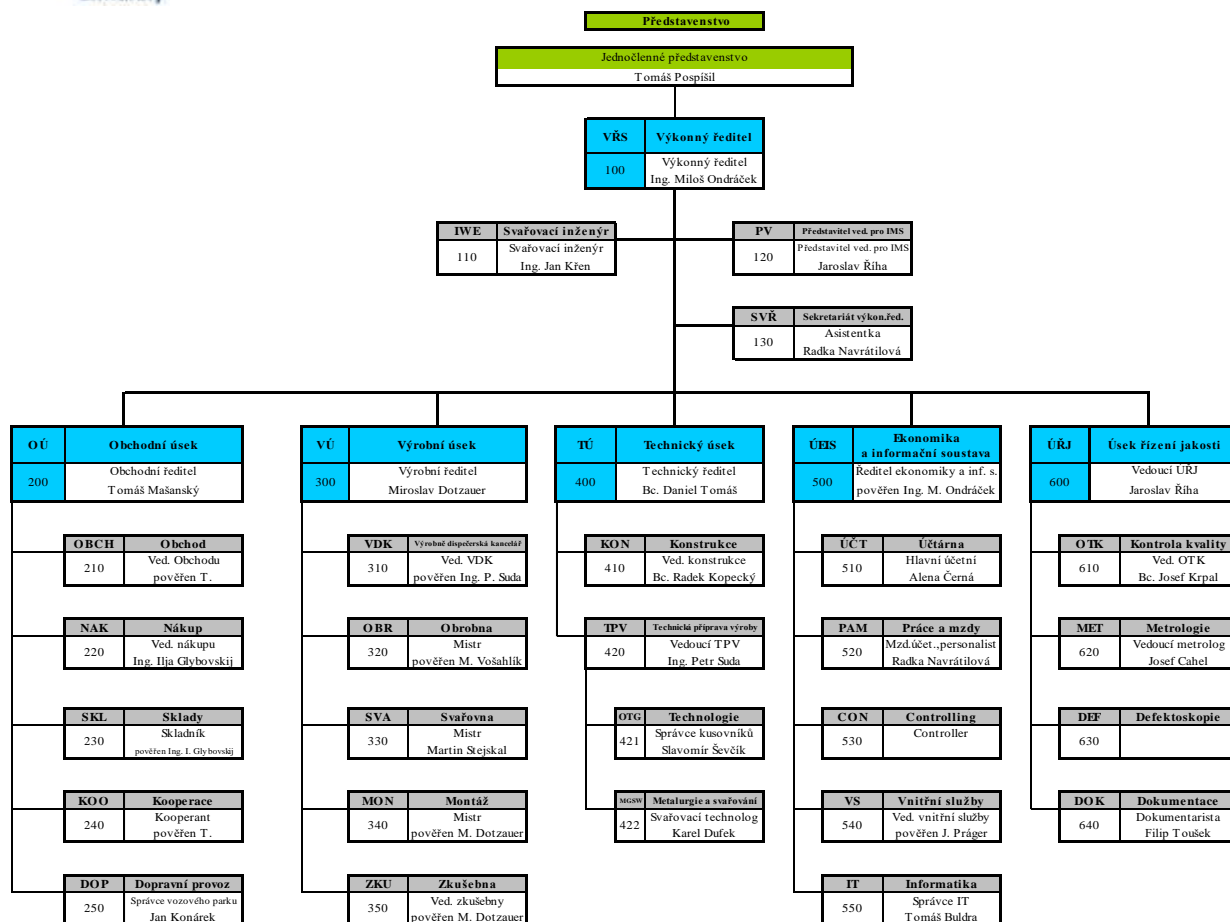 Představenstvo
Jednočlenné představenstvo
Tomáš Pospíšil
VŘS Výkonný ředitel
100
Výkonný ředitel
Ing. Miloš Ondráček
IWE Svařovací inženýr
110
Svařovací inženýr
Ing. Jan Křen
PV Představitel ved. pro IMS
120
Představitel ved. pro IMS
Jaroslav Říha
SVŘ Sekretariát výkon.řed.
130
Asistentka
Radka Navrátilová
OÚ Obchodní úsek
200
Obchodní ředitel
Tomáš Mašanský
VÚ Výrobní úsek
300
Výrobní ředitel
Miroslav Dotzauer
TÚ Technický úsek
400
Technický ředitel
Bc. Daniel Tomáš
ÚEIS Ekonomika
a informační soustava
500
Ředitel ekonomiky a inf. s.
pověřen Ing. M. Ondráček
ÚŘJ Úsek řízení jakosti
600
Vedoucí ÚŘJ
Jaroslav Říha
OBCH Obchod
210
Ved. Obchodu
pověřen T.
VDK Výrobně dispečerská kancelář
310
Ved. VDK
pověřen Ing. P. Suda
KON Konstrukce
410
Ved. konstrukce
Bc. Radek Kopecký
ÚČT Účtárna
510
Hlavní účetní
Alena Černá
OTK Kontrola kvality
610
Ved. OTK
Bc. Josef Krpal
NAK Nákup
220
Ved. nákupu
Ing. Ilja Glybovskij
OBR Obrobna
320
Mistr
pověřen M. Vošahlík
TPV Technická příprava výroby
420
Vedoucí TPV
Ing. Petr Suda
PAM Práce a mzdy
520
Mzd.účet.,personalist
Radka Navrátilová
MET Metrologie
620
Vedoucí metrolog
Josef Cahel
SKL Sklady
230
Skladník
pověřen Ing. I. Glybovskij
SVA Svařovna
330
Mistr
Martin Stejskal
OTG Technologie
421
Správce kusovníků
Slavomír Ševčík
CON Controlling
530
Controller
DEF Defektoskopie
630
KOO Kooperace
240
Kooperant
pověřen T.
MON Montáž
340
Mistr
pověřen M. Dotzauer
MGSW Metalurgie a svařování
422
Svařovací technolog
Karel Dufek
VS Vnitřní služby
540
Ved. vnitřní služby
pověřen J. Práger
DOK Dokumentace
640
Dokumentarista
Filip Toušek
DOP Dopravní provoz
250
Správce vozového parku
Jan Konárek
ZKU Zkušebna
350
Ved. zkušebny
pověřen M. Dotzauer
IT Informatika
550
Správce IT
Tomáš Buldra